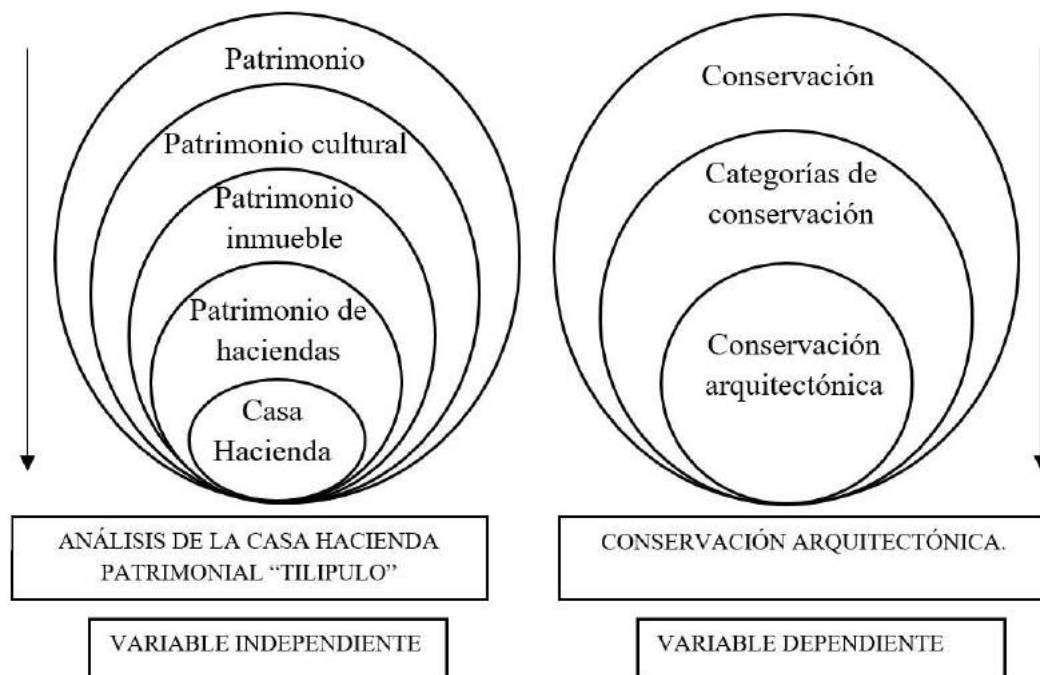 Patrimonio
Patrimonio cultural
Patrimonio
inmueble
Patrimonio de
haciendas
Casa
Hacienda
ANÁLISIS DE LA CASA HACIENDA
PATRIMONIAL “TILIPULO”
VARIABLE INDEPENDIENTE
Conservación
Categorías de
conservación
Conservación
arquitectónica
CONSERVACIÓN ARQUITECTÓNICA.
VARIABLE DEPENDIENTE